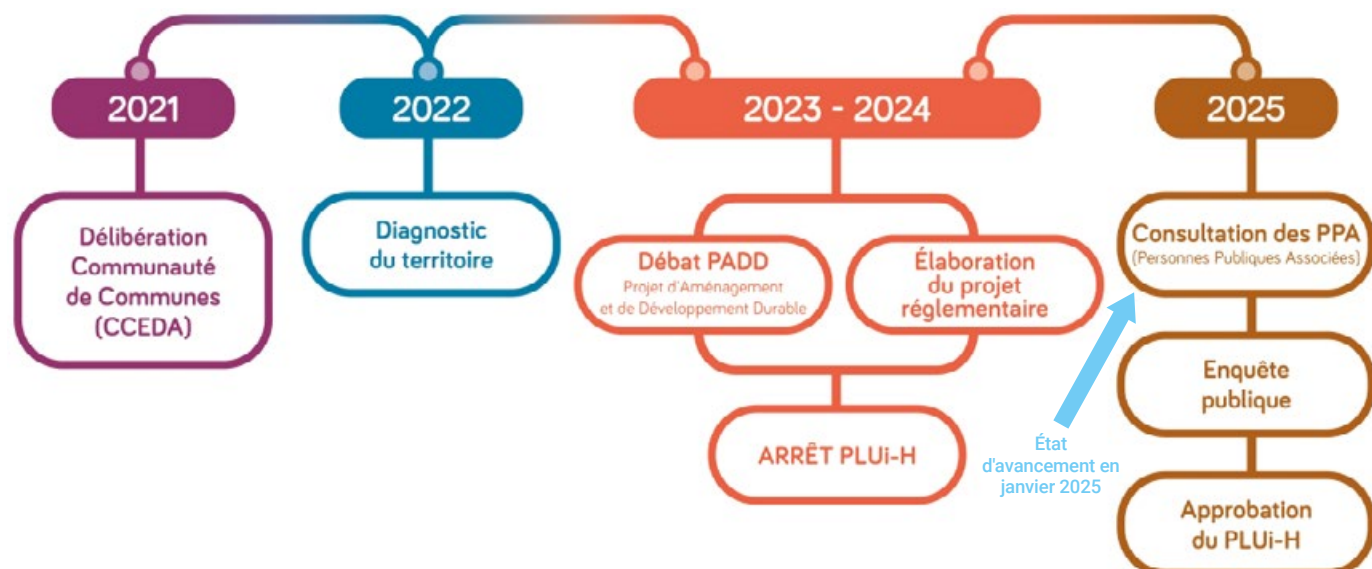 2021
2022
2023 - 2024
2025
Délibération
Communauté
de Communes
(CCEDA)
Diagnostic
du territoire
Débat PADD
Projet d'Aménagement
et de Développement Durable
Élaboration
du projet
réglementaire
ARRÊT PLUi-H
Consultation des PPA
(Personnes Publiques Associées)
Enquête
publique
Approbation
du PLUi-H
État
d'avancement en
janvier 2025